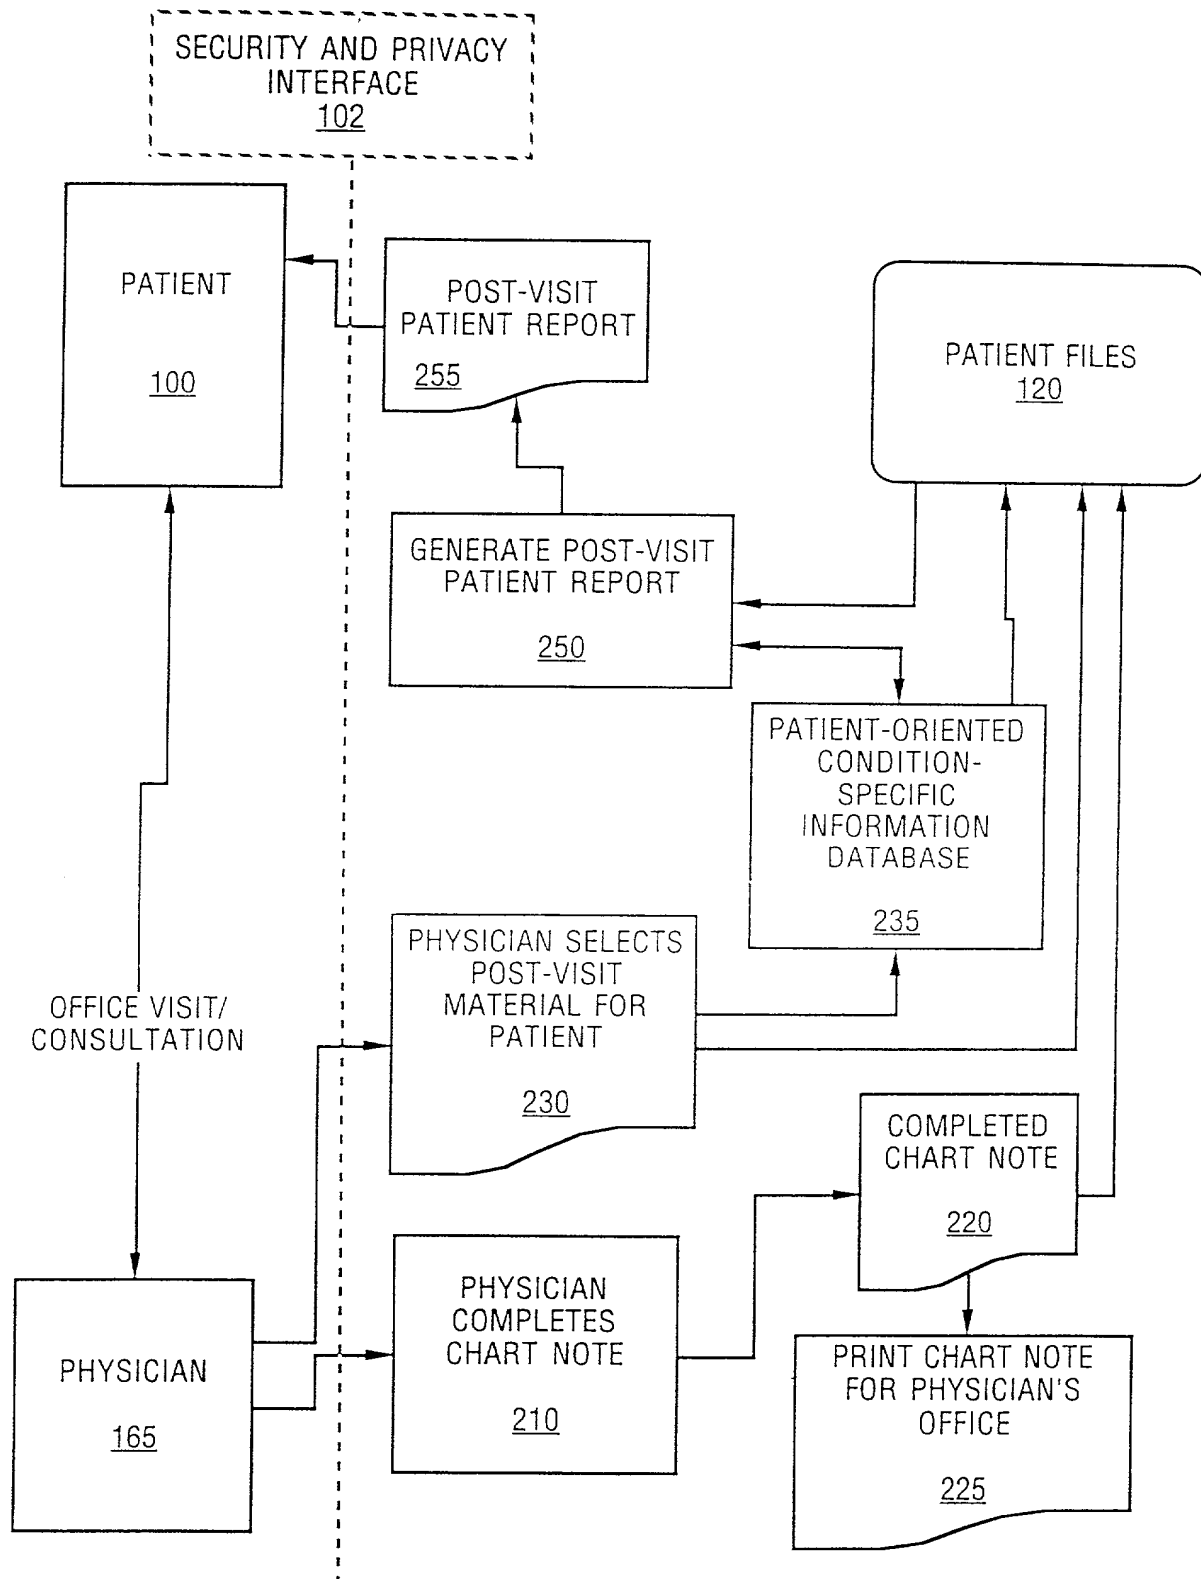 SECURITY AND PRIVACY
INTERFACE
102
PATIENT
100
POST-VISIT
PATIENT REPORT
255
PATIENT FILES
120
GENERATE POST-VISIT
PATIENT REPORT
250
PATIENT-ORIENTED
CONDITION-
SPECIFIC
INFORMATION
DATABASE
235
PHYSICIAN SELECTS
POST-VISIT
MATERIAL FOR
PATIENT
230
OFFICE VISIT/
CONSULTATION
COMPLETED
CHART NOTE
220
PHYSICIAN
COMPLETES
CHART NOTE
210
PHYSICIAN
165
PRINT CHART NOTE
FOR PHYSICIAN'S
OFFICE
225